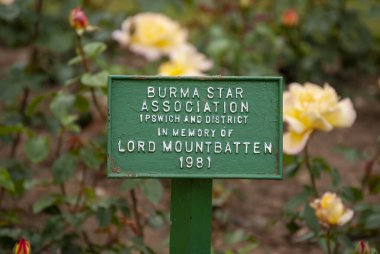 BURMA STAR
ASSOCIATION
IPSWICH AND DISTRICT
IN MEMORY OF
LORD MOUNTBATTEN
1981